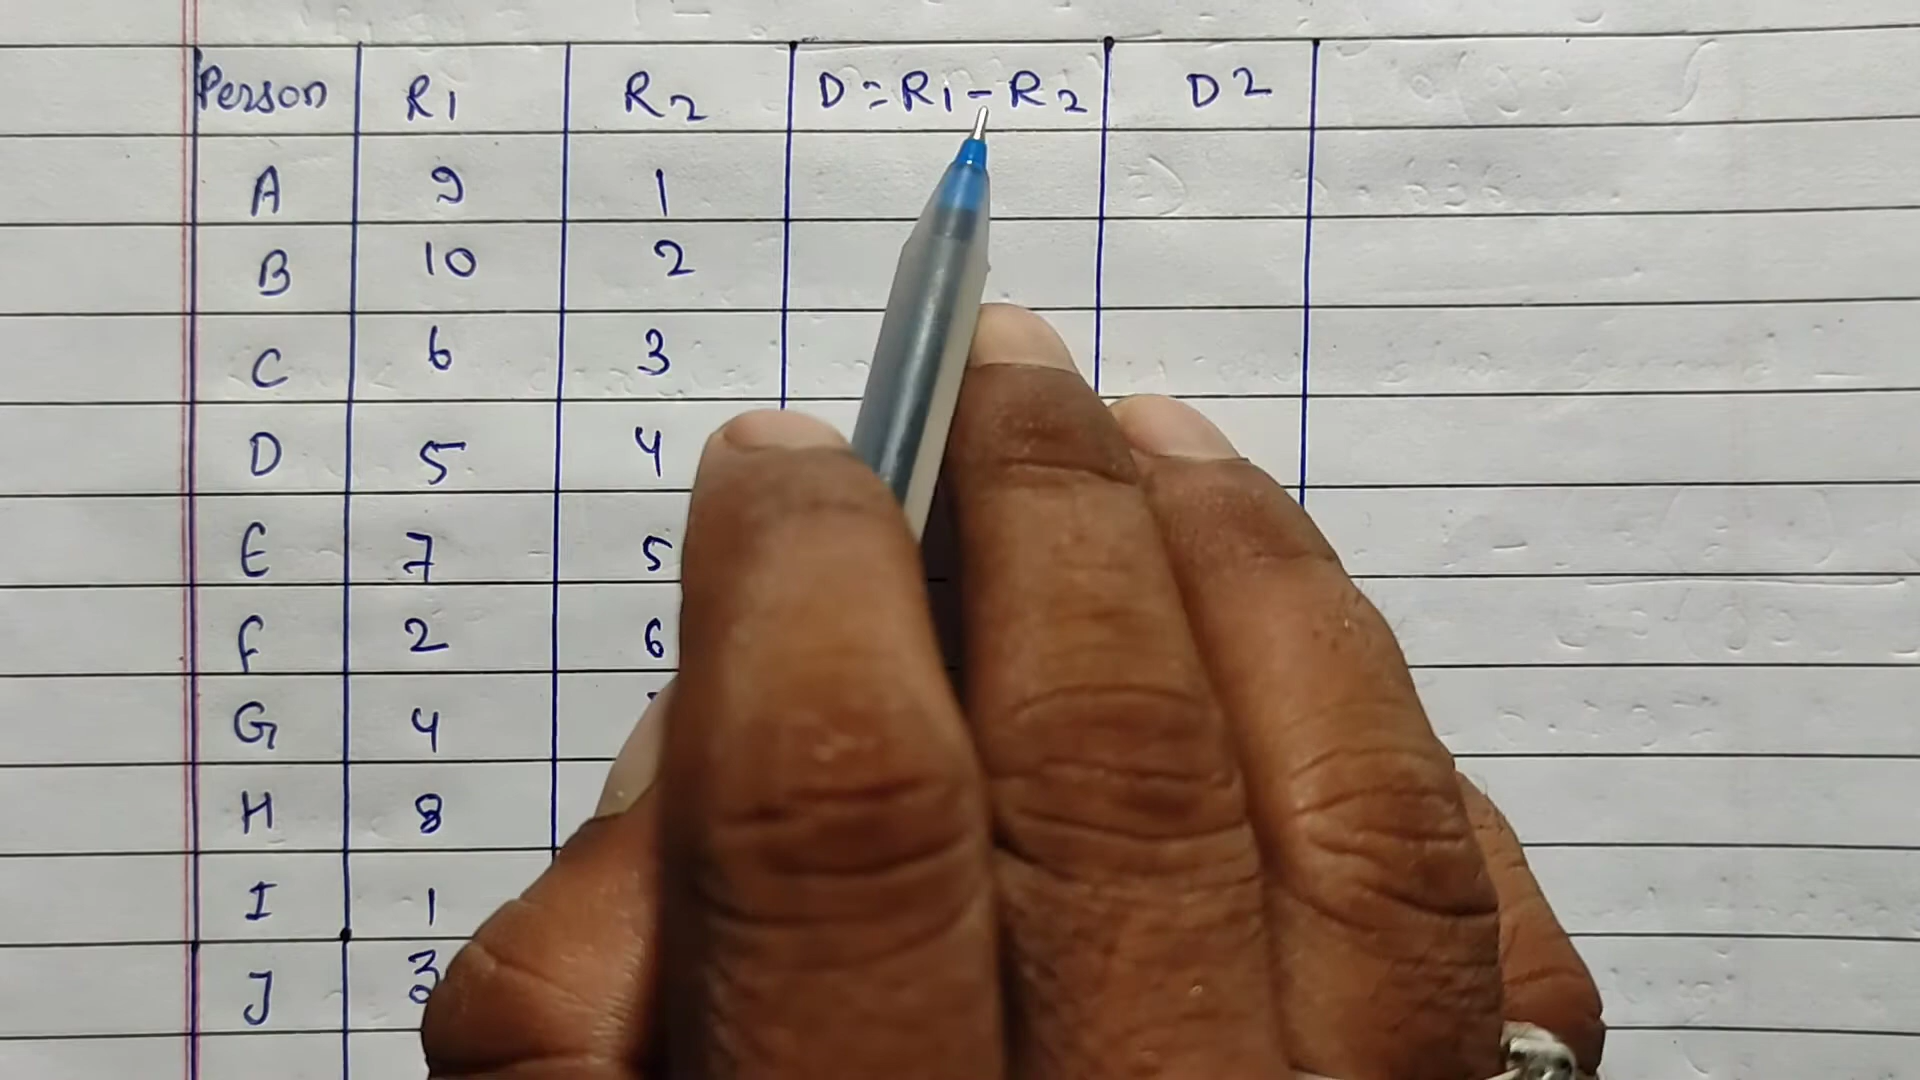 Person R1 R2 D=R1-R2 D2
A 9 1
B 10 2
C 6 3
D 5 4
E 7 5
F 2 6
G 4
H 8
I 1
J 3